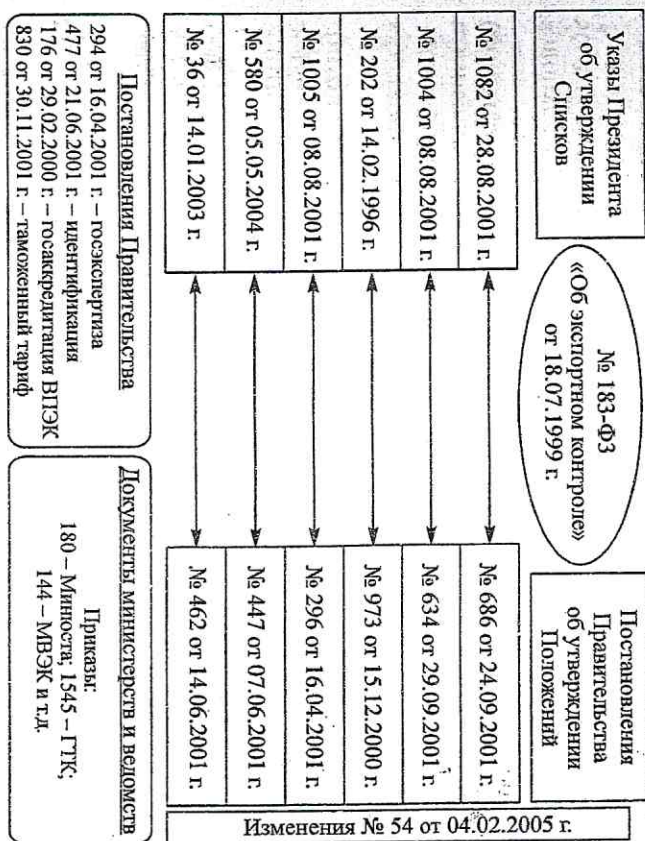 Указы Президента
об утверждении
Списков
№ 183-ФЗ
«Об экспортном контроле»
от 18.07.1999 г.
Постановления
Правительства
об утверждении
Положений
№ 1082 от 28.08.2001 г.
№ 686 от 24.09.2001 г.
№ 1004 от 08.08.2001 г.
№ 634 от 29.09.2001 г.
№ 202 от 14.02.1996 г.
№ 973 от 15.12.2000 г.
№ 1005 от 08.08.2001 г.
№ 296 от 16.04.2001 г.
№ 580 от 05.05.2004 г.
№ 447 от 07.06.2001 г.
№ 36 от 14.01.2003 г.
№ 462 от 14.06.2001 г.
Изменения № 54 от 04.02.2005 г.
Постановления Правительства
294 от 16.04.2001 г. – госэкспертиза
477 от 21.06.2001 г. – идентификация
176 от 29.02.2000 г. – госаккредитация ВПЭК
830 от 30.11.2001 г. – таможенный тариф
Документы министерств и ведомств
Приказы:
180 – Минюста; 1545 – ГТК;
144 – МВЭК и т.д.